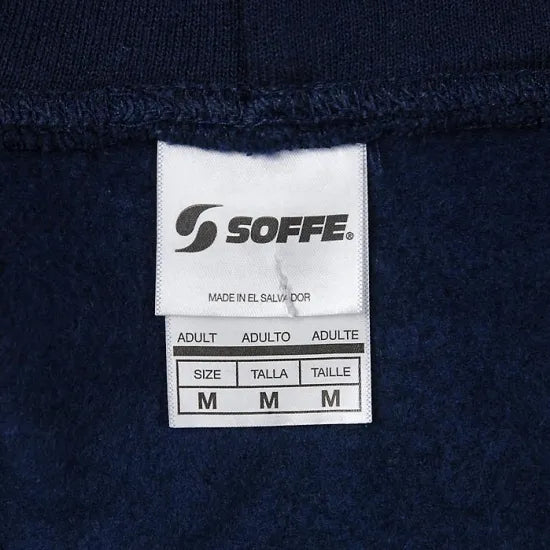 SOFFE®
MADE IN EL SALVADOR
ADULT ADULTO ADULTE
SIZE TALLA TAILLE
M M M